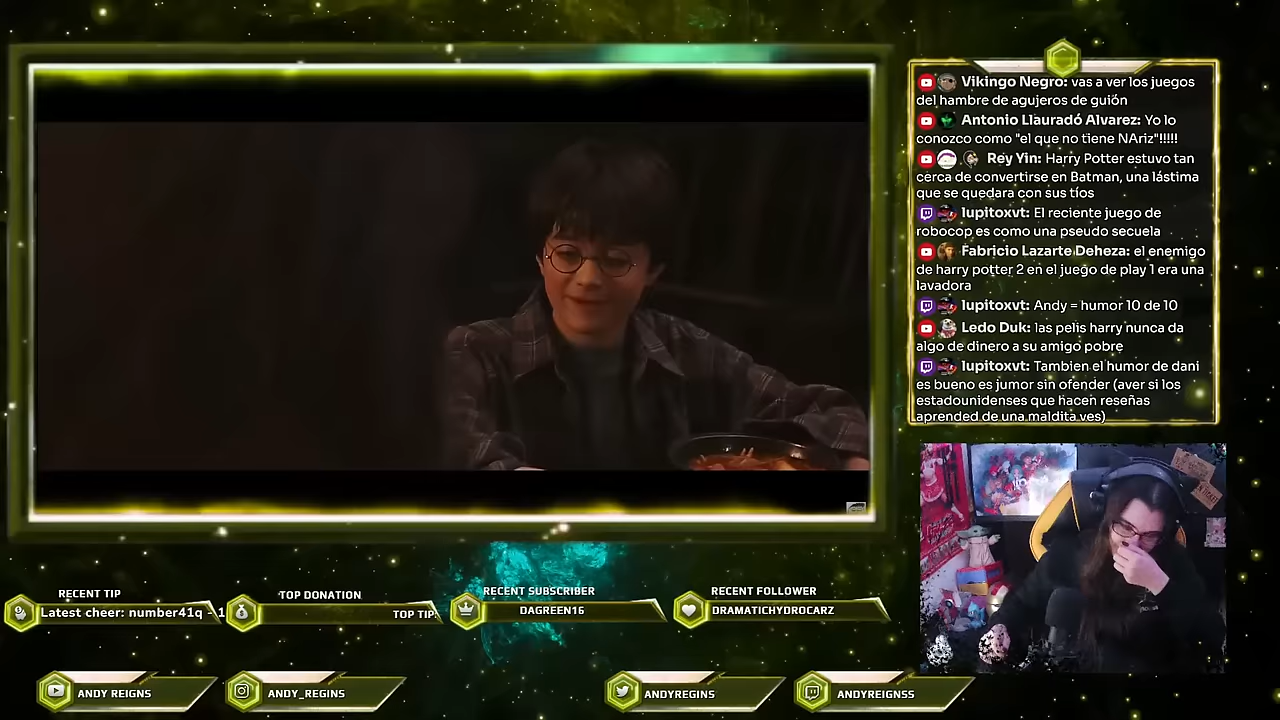 Vikingo Negro: vas a ver los juegos
del hambre de agujeros de guión
Antonio Llauradó Alvarez: Yo lo
conozco como "el que no tiene NAriz"!!!!!
Rey Yin: Harry Potter estuvo tan
cerca de convertirse en Batman, una lástima
que se quedara con sus tíos
lupitoxvt: El reciente juego de
robocop es como una pseudo secuela
Fabricio Lazarte Deheza: el enemigo
de harry potter 2 en el juego de play 1 era una
lavadora
lupitoxvt: Andy = humor 10 de 10
Ledo Duk: las pelis harry nunca da
algo de dinero a su amigo pobre
lupitoxvt: Tambien el humor de dani
es bueno es jumor sin ofender (aver si los
estadounidenses que hacen reseñas
aprended de una maldita ves)
RECENT TIP
Latest cheer: number41q - 1
TOP DONATION
TOP TIP
RECENT SUBSCRIBER
DAGREEN16
RECENT FOLLOWER
DRAMATICHYDROCARZ
ANDY REIGNS
ANDY_REGINS
ANDYREGINS
ANDYREIGNSS